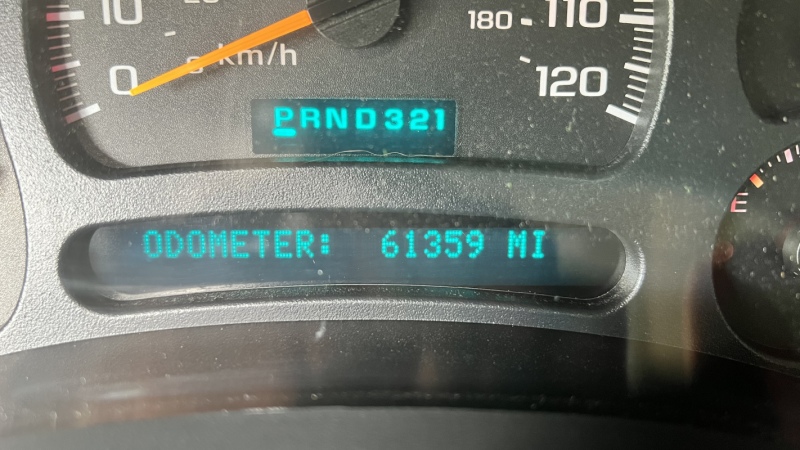 10 110
180
0 km/h 120
PRND321
E
ODOMETER: 61359 MI